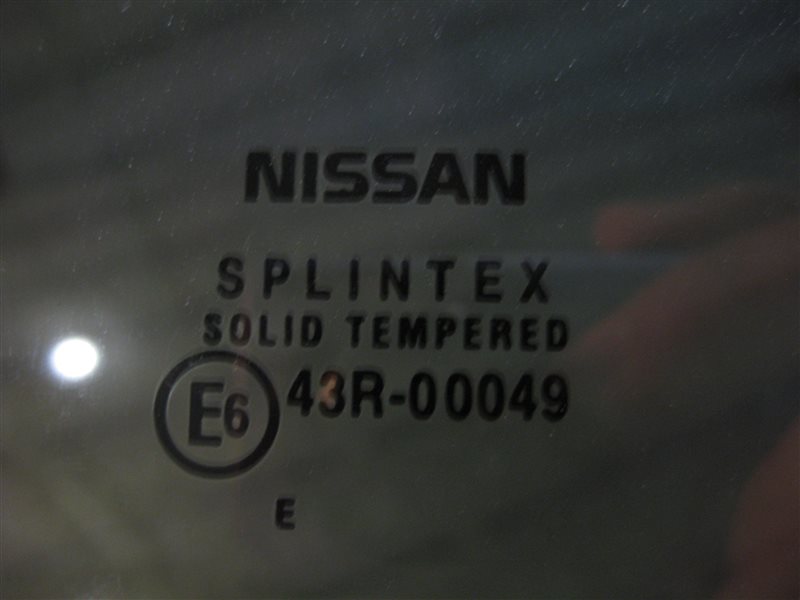 NISSAN
SPLINTEX
SOLID TEMPERED
E6 43R-00049
E